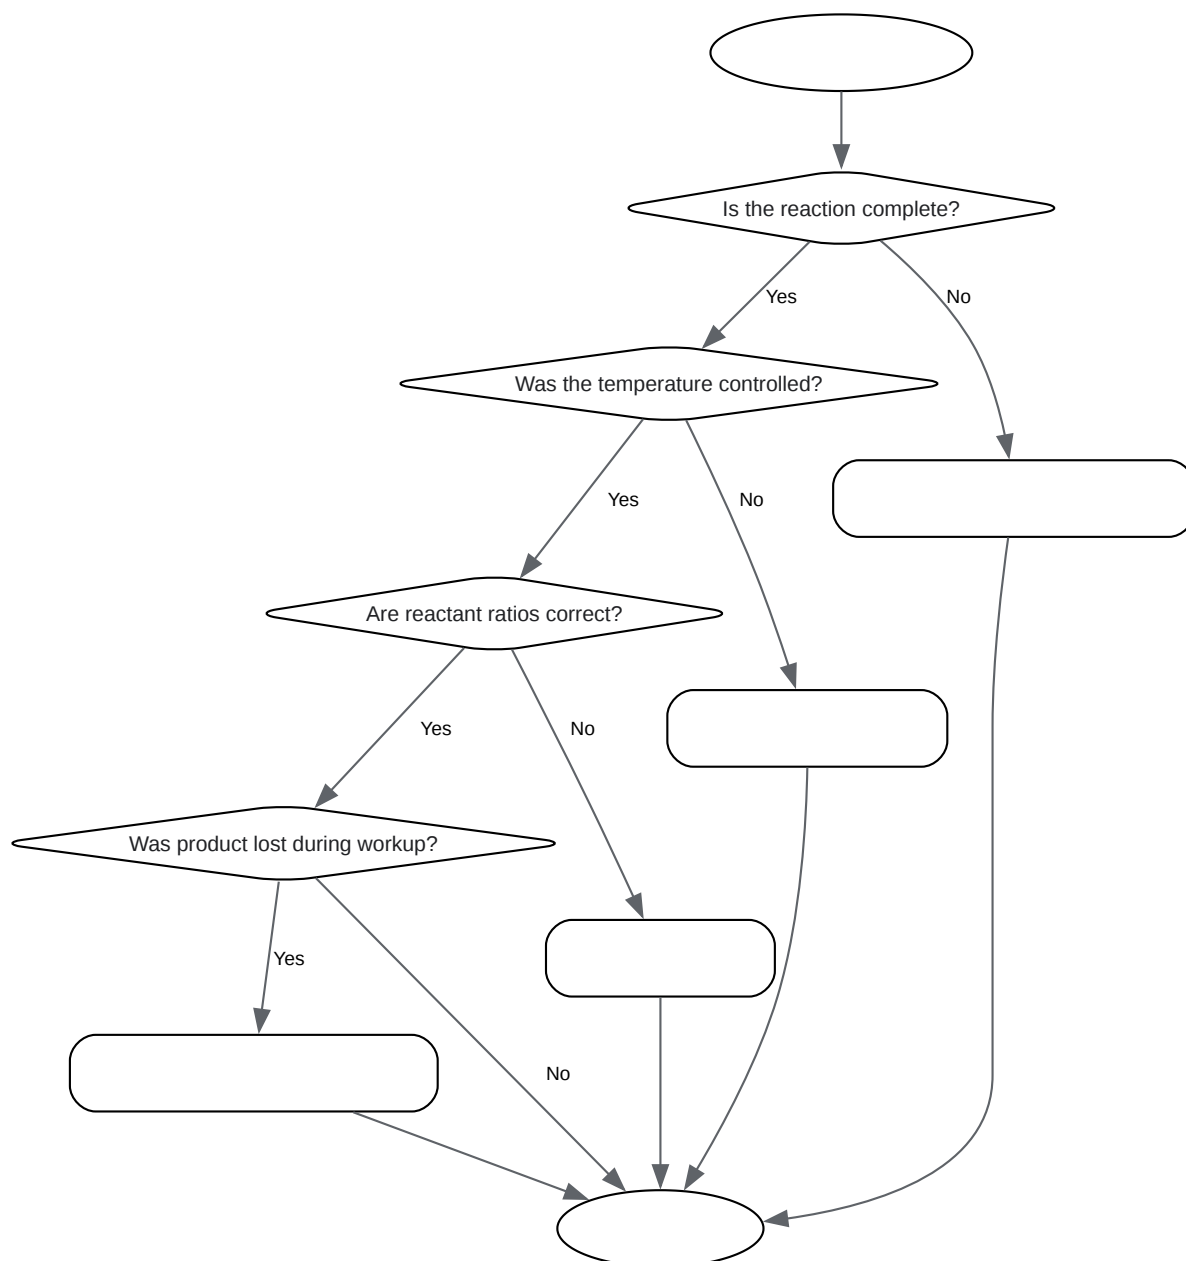 Is the reaction complete?
Yes
No
Was the temperature controlled?
Yes
No
Are reactant ratios correct?
Yes
No
Was product lost during workup?
Yes
No